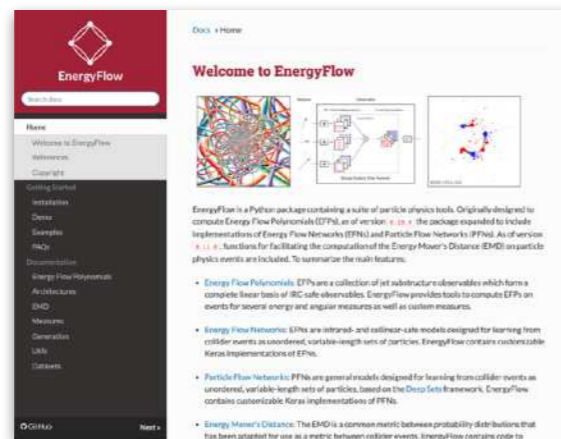 EnergyFlow
Search docs
Home
Welcome to EnergyFlow
References
Copyright
Getting Started
Installation
Demo
Examples
FAQs
Documentation
Energy Flow Polynomials
Architectures
EMD
Measures
Generation
Utils
Datasets
GitHub
Next »
Docs » Home
Welcome to EnergyFlow
EnergyFlow is a Python package containing a suite of particle physics tools. Originally designed to
compute Energy Flow Polynomials (EFPs), as of version 0.10.0 the package expanded to include
implementations of Energy Flow Networks (EFNs) and Particle Flow Networks (PFNs). As of version
0.11.0, functions for facilitating the computation of the Energy Mover's Distance (EMD) on particle
physics events are included. To summarize the main features:
• Energy Flow Polynomials: EFPs are a collection of jet substructure observables which form a
complete linear basis of IRC-safe observables. EnergyFlow provides tools to compute EFPs on
events for several energy and angular measures as well as custom measures.
• Energy Flow Networks: EFNs are infrared- and collinear-safe models designed for learning from
collider events as unordered, variable-length sets of particles. EnergyFlow contains customizable
Keras implementations of EFNs.
• Particle Flow Networks: PFNs are general models designed for learning from collider events as
unordered, variable-length sets of particles, based on the Deep Sets framework. EnergyFlow
contains customizable Keras implementations of PFNs.
• Energy Mover's Distance: The EMD is a common metric between probability distributions that
has been adapted for use as a metric between collider events. EnergyFlow contains code to